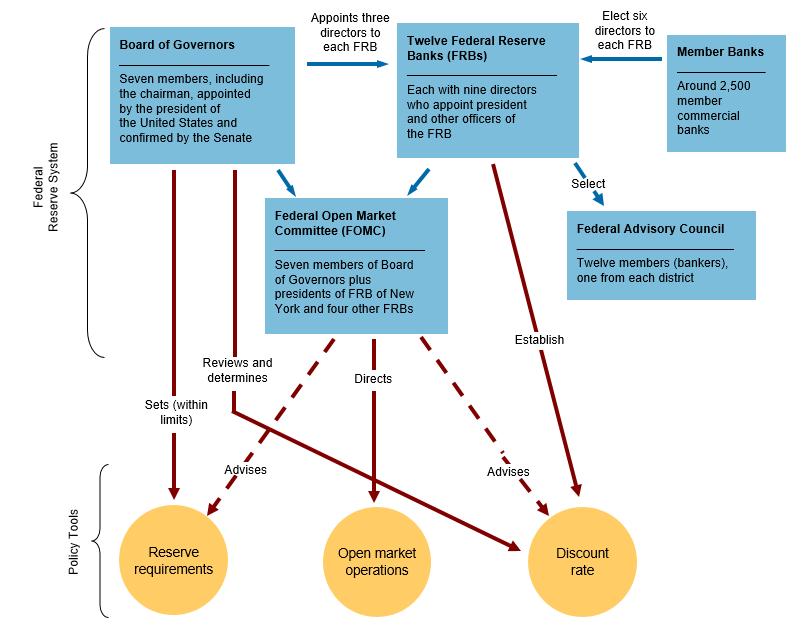 Appoints three
directors to
each FRB
Elect six
directors to
each FRB
Board of Governors
Seven members, including
the chairman, appointed
by the president of
the United States and
confirmed by the Senate
Twelve Federal Reserve
Banks (FRBs)
Each with nine directors
who appoint president
and other officers of
the FRB
Member Banks
Around 2,500
member
commercial
banks
Federal
Reserve System
Select
Federal Open Market
Committee (FOMC)
Seven members of Board
of Governors plus
presidents of FRB of New
York and four other FRBs
Federal Advisory Council
Twelve members (bankers),
one from each district
Establish
Reviews and
determines
Directs
Sets (within
limits)
Advises
Advises
Policy Tools
Reserve
requirements
Open market
operations
Discount
rate